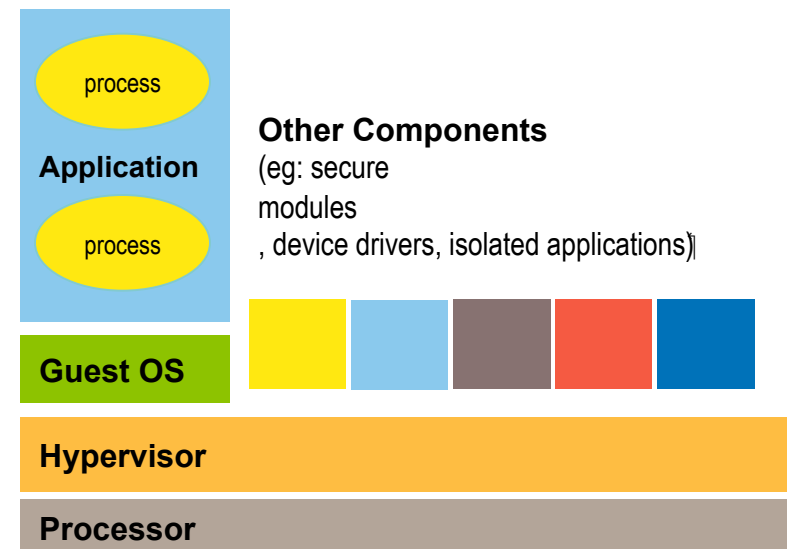 process
Application
process
Other Components
(eg: secure
modules
, device drivers, isolated applications)
Guest OS
Hypervisor
Processor